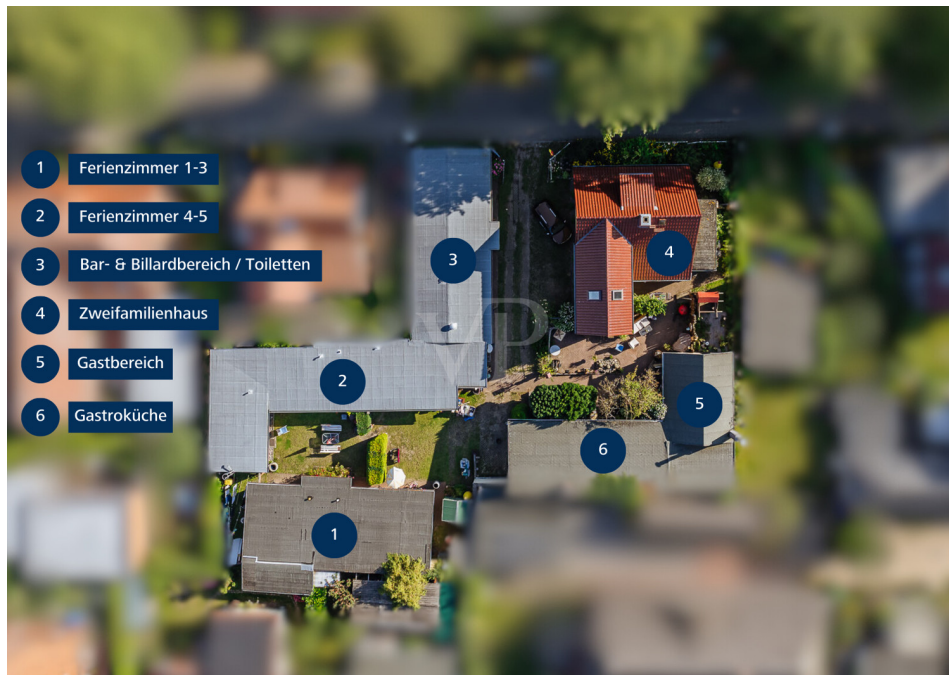 1 Ferienzimmer 1-3
2 Ferienzimmer 4-5
3 Bar- & Billardbereich / Toiletten
4 Zweifamilienhaus
5 Gastbereich
6 Gastroküche
3
4
2
5
6
1
VP